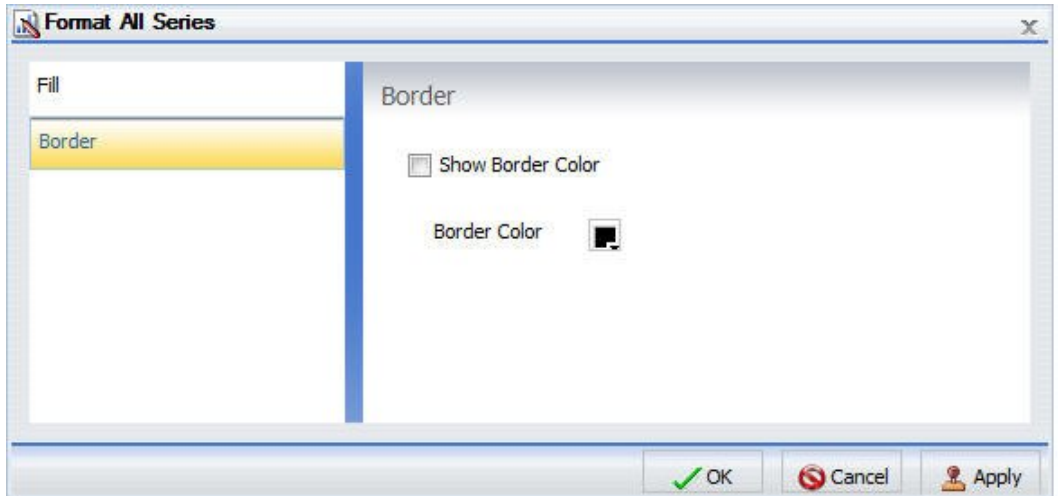 Format All Series
x
Fill
Border
Border
Show Border Color
Border Color
OK
Cancel
Apply